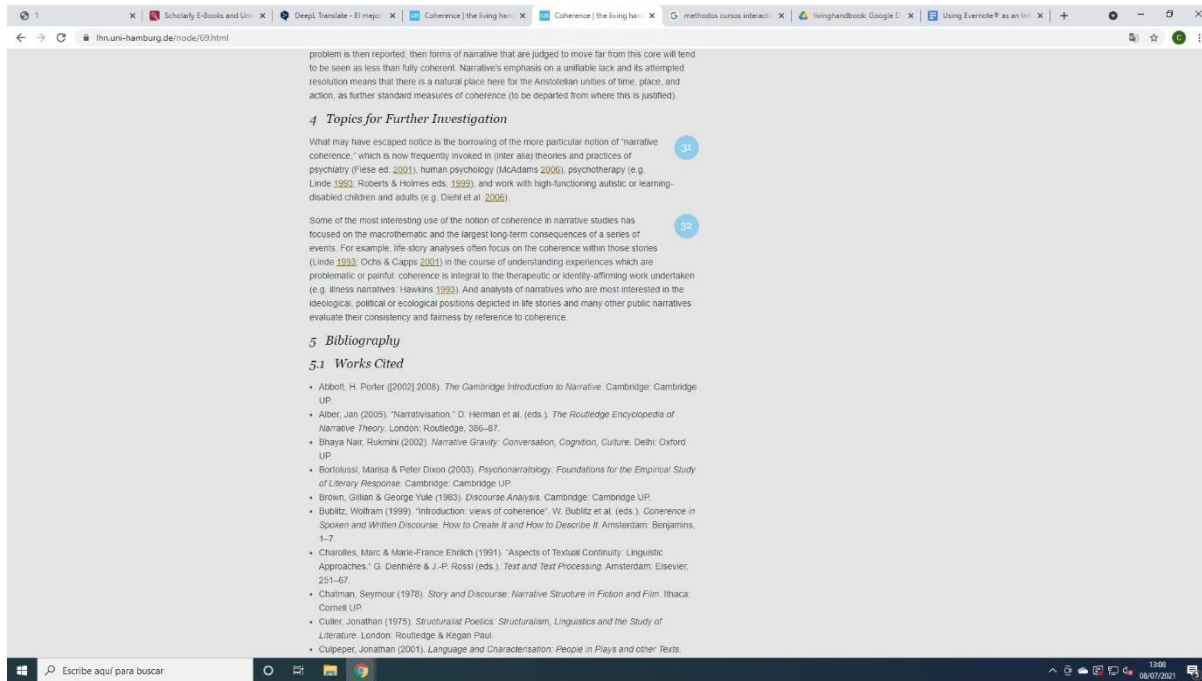 1
Scholarly E-Books and Uni
DeepL Translate - El mejor
Coherence | the living han
Coherence | the living han
methodos cursos interacti
livinghandbook: Google D
Using Evernote® as an Int
lhn.uni-hamburg.de/node/69.html
problem is then reported, then forms of narrative that are judged to move far from this core will tend
to be seen as less than fully coherent. Narrative's emphasis on a unifiable lack and its attempted
resolution means that there is a natural place here for the Aristotelian unities of time, place, and
action, as further standard measures of coherence (to be departed from where this is justified).
4 Topics for Further Investigation
What may have escaped notice is the borrowing of the more particular notion of "narrative
coherence," which is now frequently invoked in (inter alia) theories and practices of
psychiatry (Fiese ed. 2001), human psychology (McAdams 2006), psychotherapy (e.g.
Linde 1993; Roberts & Holmes eds. 1999), and work with high-functioning autistic or learning-
disabled children and adults (e.g. Diehl et al. 2006).
31
Some of the most interesting use of the notion of coherence in narrative studies has
focused on the macrothematic and the largest long-term consequences of a series of
events. For example, life-story analyses often focus on the coherence within those stories
(Linde 1993; Ochs & Capps 2001) in the course of understanding experiences which are
problematic or painful: coherence is integral to the therapeutic or identity-affirming work undertaken
(e.g. illness narratives: Hawkins 1993). And analysts of narratives who are most interested in the
ideological, political or ecological positions depicted in life stories and many other public narratives
evaluate their consistency and fairness by reference to coherence.
32
5 Bibliography
5.1 Works Cited
• Abbott, H. Porter ([2002] 2008). The Cambridge Introduction to Narrative. Cambridge: Cambridge
UP.
• Alber, Jan (2005). "Narrativisation." D. Herman et al. (eds.). The Routledge Encyclopedia of
Narrative Theory. London: Routledge, 386–87.
• Bhaya Nair, Rukmini (2002). Narrative Gravity: Conversation, Cognition, Culture. Delhi: Oxford
UP.
• Bortolussi, Marisa & Peter Dixon (2003). Psychonarratology: Foundations for the Empirical Study
of Literary Response. Cambridge: Cambridge UP.
• Brown, Gillian & George Yule (1983). Discourse Analysis. Cambridge: Cambridge UP.
• Bublitz, Wolfram (1999). "Introduction: views of coherence". W. Bublitz et al. (eds.). Coherence in
Spoken and Written Discourse. How to Create It and How to Describe It. Amsterdam: Benjamins,
1–7.
• Charolles, Marc & Marie-France Ehrlich (1991). "Aspects of Textual Continuity: Linguistic
Approaches." G. Denhière & J.-P. Rossi (eds.). Text and Text Processing. Amsterdam: Elsevier,
251–67.
• Chatman, Seymour (1978). Story and Discourse: Narrative Structure in Fiction and Film. Ithaca:
Cornell UP.
• Culler, Jonathan (1975). Structuralist Poetics: Structuralism, Linguistics and the Study of
Literature. London: Routledge & Kegan Paul.
• Culpeper, Jonathan (2001). Language and Characterisation: People in Plays and other Texts.
Escribe aquí para buscar
13:08
08/07/2021